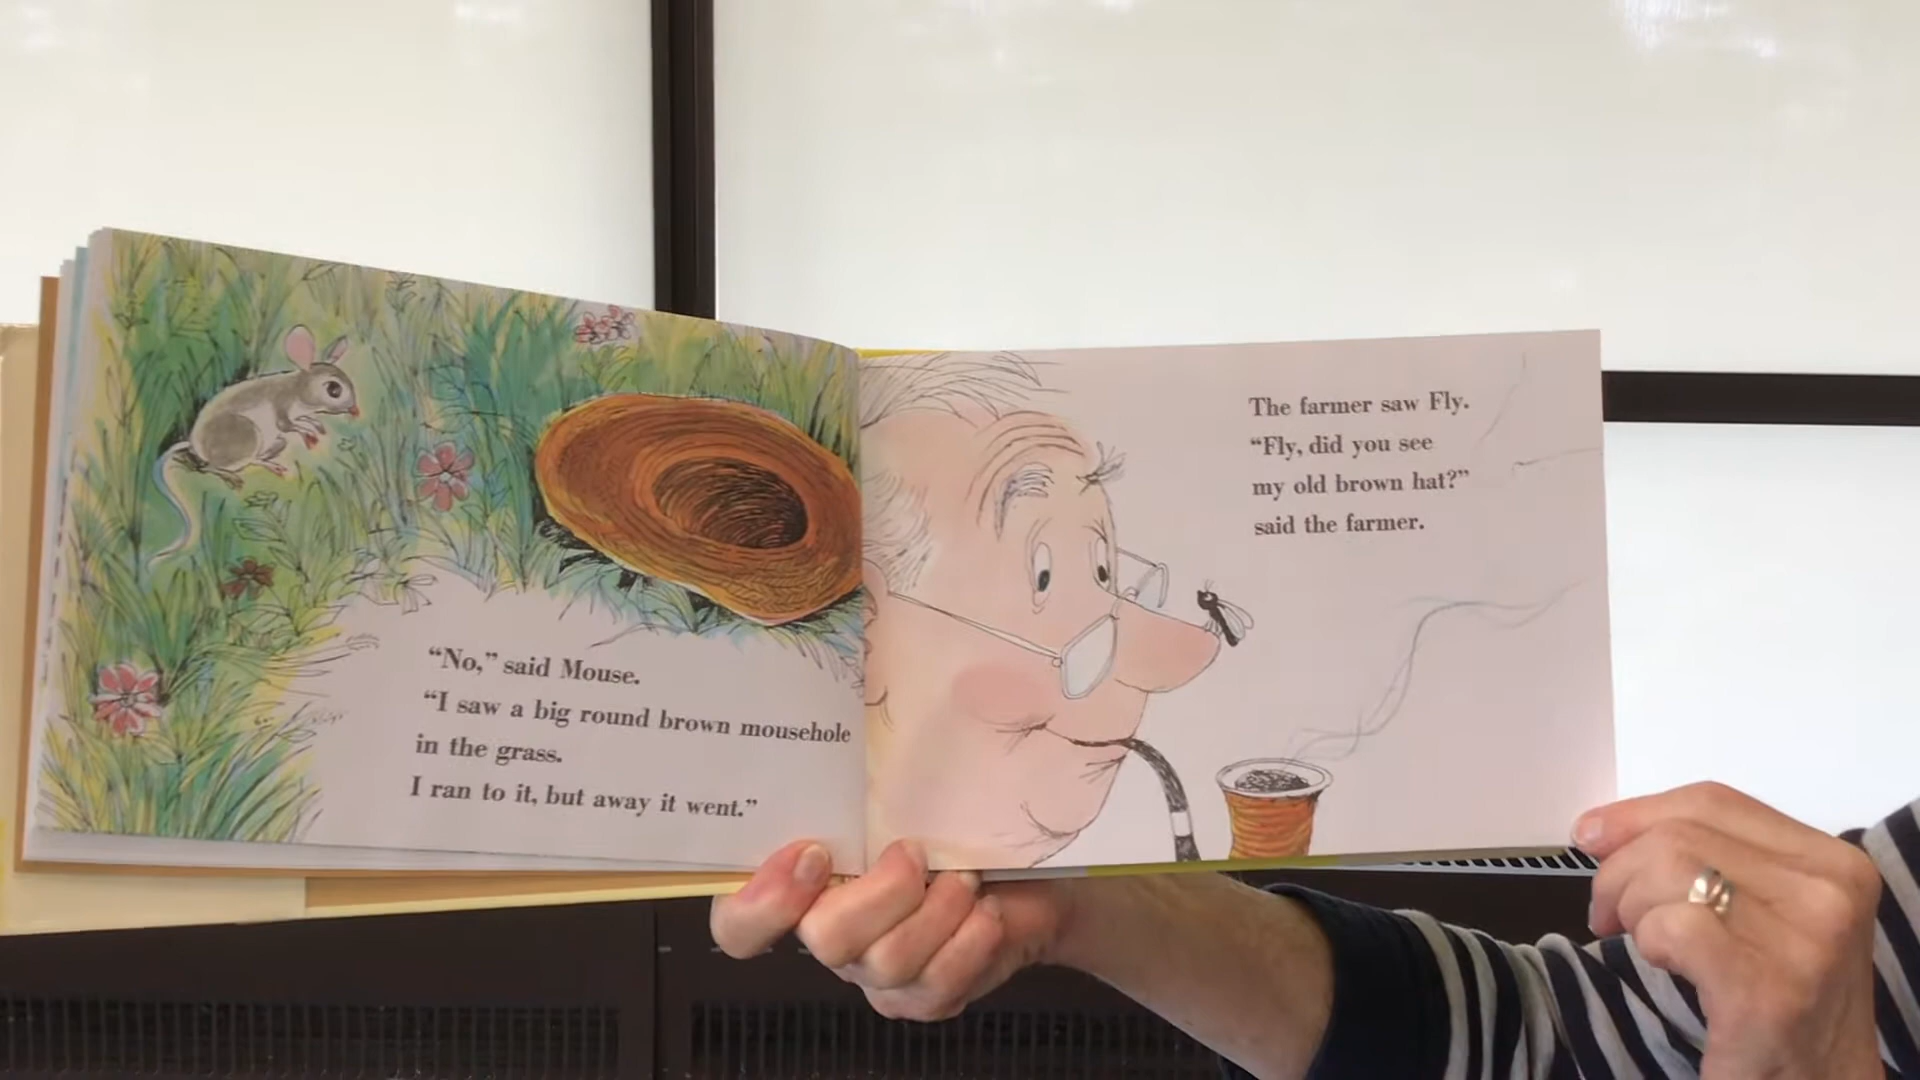 “No,” said Mouse.
“I saw a big round brown mousehole
in the grass.
I ran to it, but away it went.”
The farmer saw Fly.
“Fly, did you see
my old brown hat?”
said the farmer.